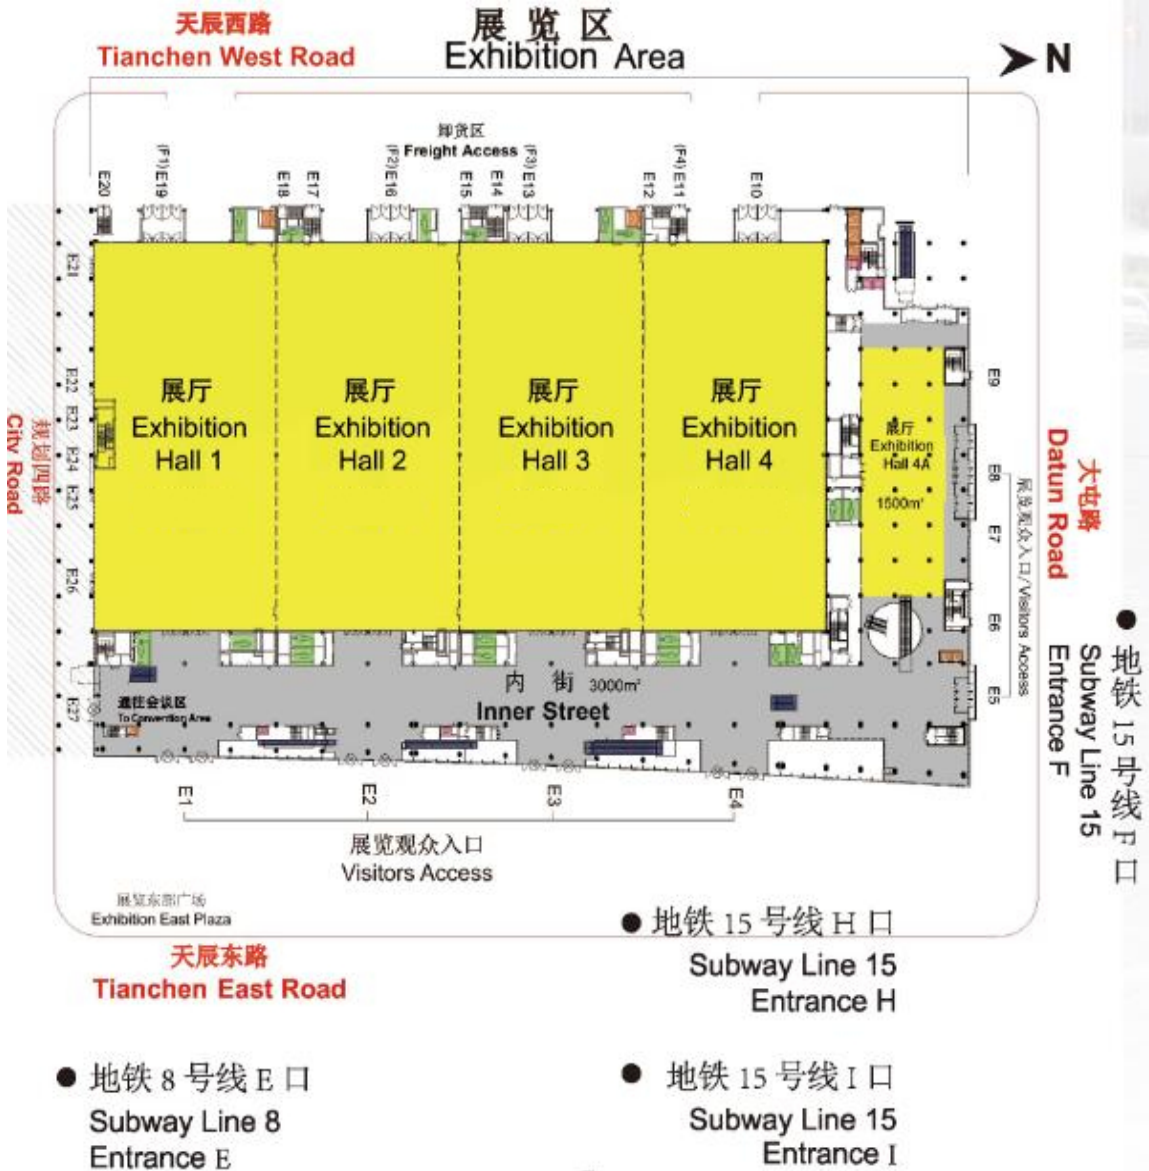 天辰西路
Tianchen West Road
展览区
Exhibition Area
N
卸货区
Freight Access
E20
(F1) E19
E18
E17
(F2) E16
E15
E14
(F3) E13
E12
(F4) E11
E10
E21
E22
E23
E24
E25
E26
E27
规划四路
City Road
展厅
Exhibition
Hall 1
展厅
Exhibition
Hall 2
展厅
Exhibition
Hall 3
展厅
Exhibition
Hall 4
展厅
Exhibition
Hall 4A
1500m²
E9
E8
E7
E6
E5
展览观众入口/Visitors Access
大屯路
Datun Road
地铁 15 号线 F 口
Subway Line 15
Entrance F
内街 3000m²
Inner Street
通往会议区
To Convention Area
E1
E2
E3
E4
展览观众入口
Visitors Access
展览东部广场
Exhibition East Plaza
天辰东路
Tianchen East Road
● 地铁 15 号线 H 口
Subway Line 15
Entrance H
● 地铁 8 号线 E 口
Subway Line 8
Entrance E
● 地铁 15 号线 I 口
Subway Line 15
Entrance I